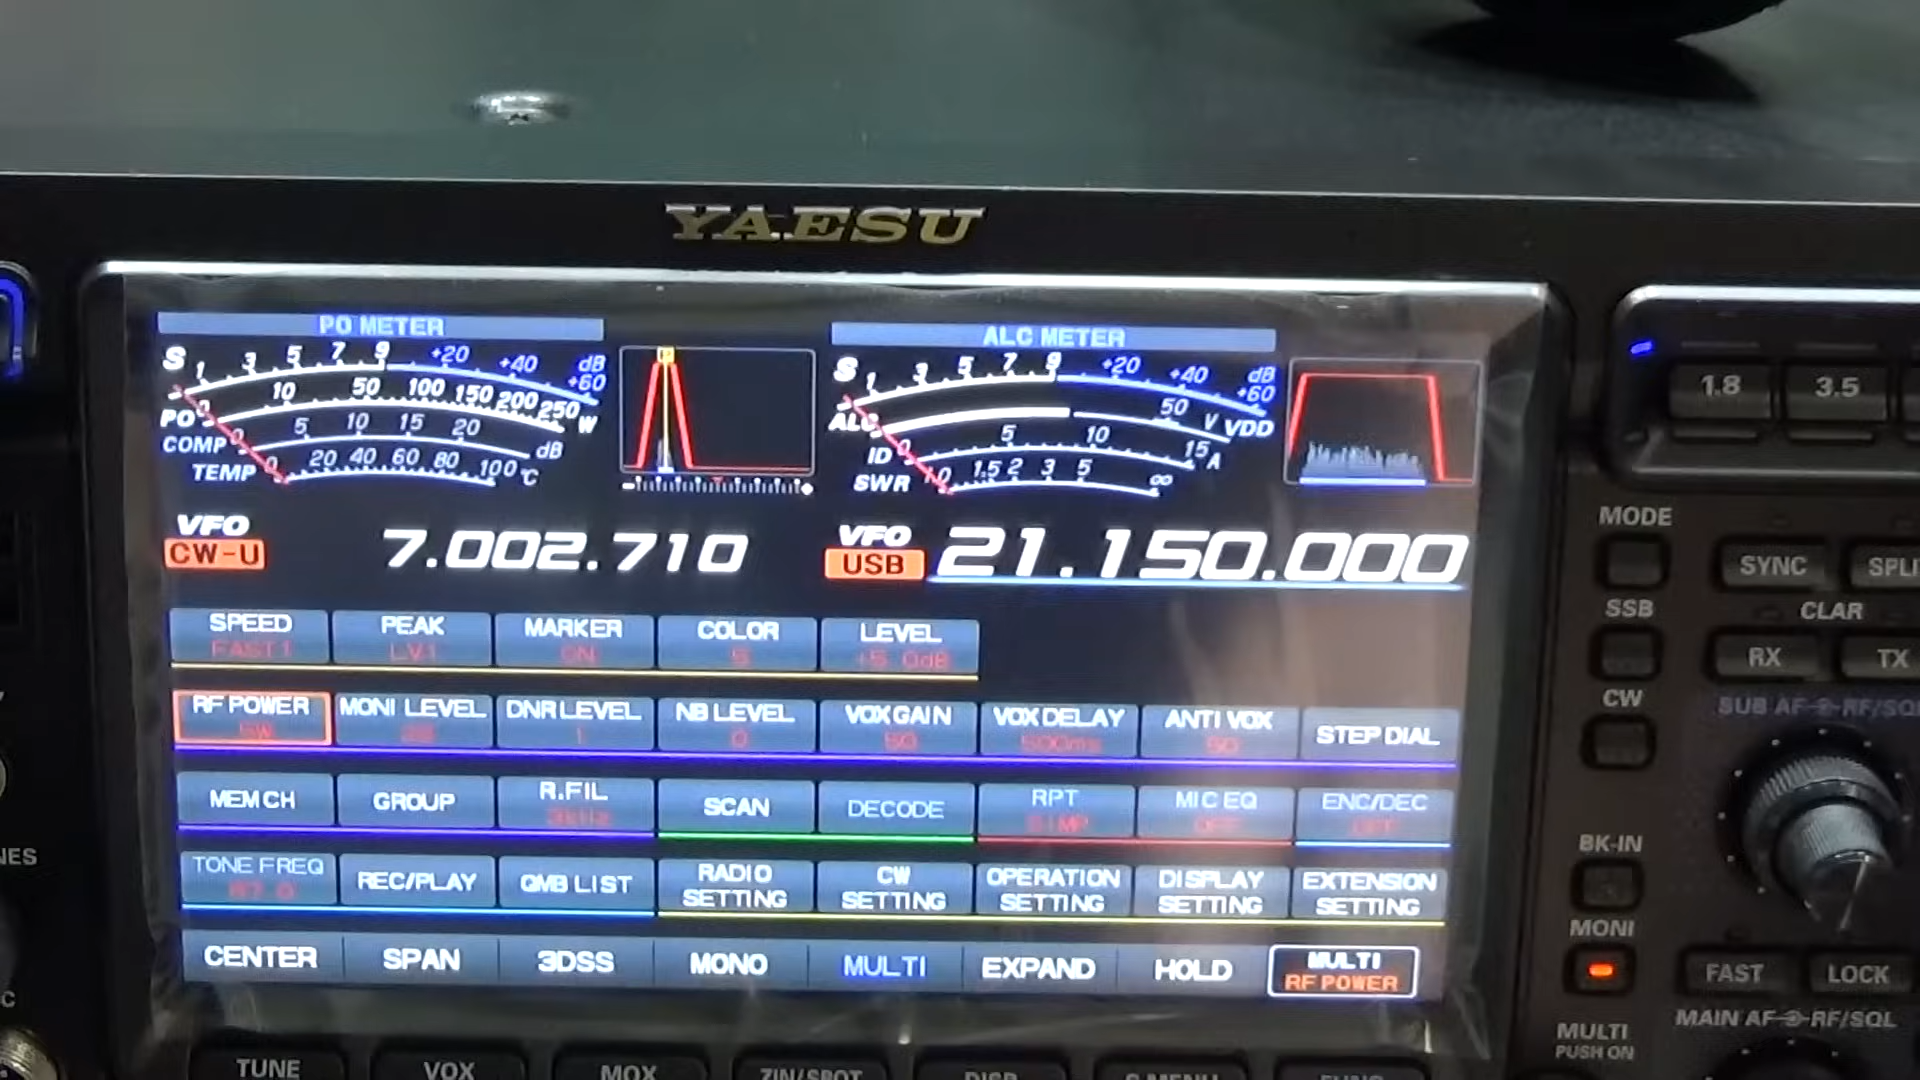 YAESU
PO METER
S 1 3 5 7 9 +20 +40 +60 dB
PO 0 10 50 100 150 200 250 W
COMP 0 5 10 15 20 dB
TEMP 0 20 40 60 80 100 °C
ALC METER
S 1 3 5 7 9 +20 +40 +60 dB
ALC 50 V VDD
ID 0 5 10 15 A
SWR 1.0 1.5 2 3 5 ∞
1.8 3.5
VFO
CW-U
7.002.710
VFO
USB
21.150.000
SPEED PEAK MARKER COLOR LEVEL
FAST1 LV1 ON 5 +5.0dB
RF POWER MONI LEVEL DNR LEVEL NB LEVEL VOX GAIN VOX DELAY ANTI VOX STEP DIAL
5W 1 0 50 500ms 50
MEM CH GROUP R.FIL SCAN DECODE RPT MIC EQ ENC/DEC
3kHz SIMP OFF OFF
TONE FREQ REC/PLAY QMB LIST RADIO SETTING CW SETTING OPERATION SETTING DISPLAY SETTING EXTENSION SETTING
67.0
CENTER SPAN 3DSS MONO MULTI EXPAND HOLD MULTI
RF POWER
MODE
SYNC
SSB
CLAR
RX TX
CW
SUB AF RF/SQL
BK-IN
MONI
FAST LOCK
MULTI
PUSH ON
MAIN AF RF/SQL
TUNE VOX MOX ZIN/SPOT DISP S.MENU FUNC